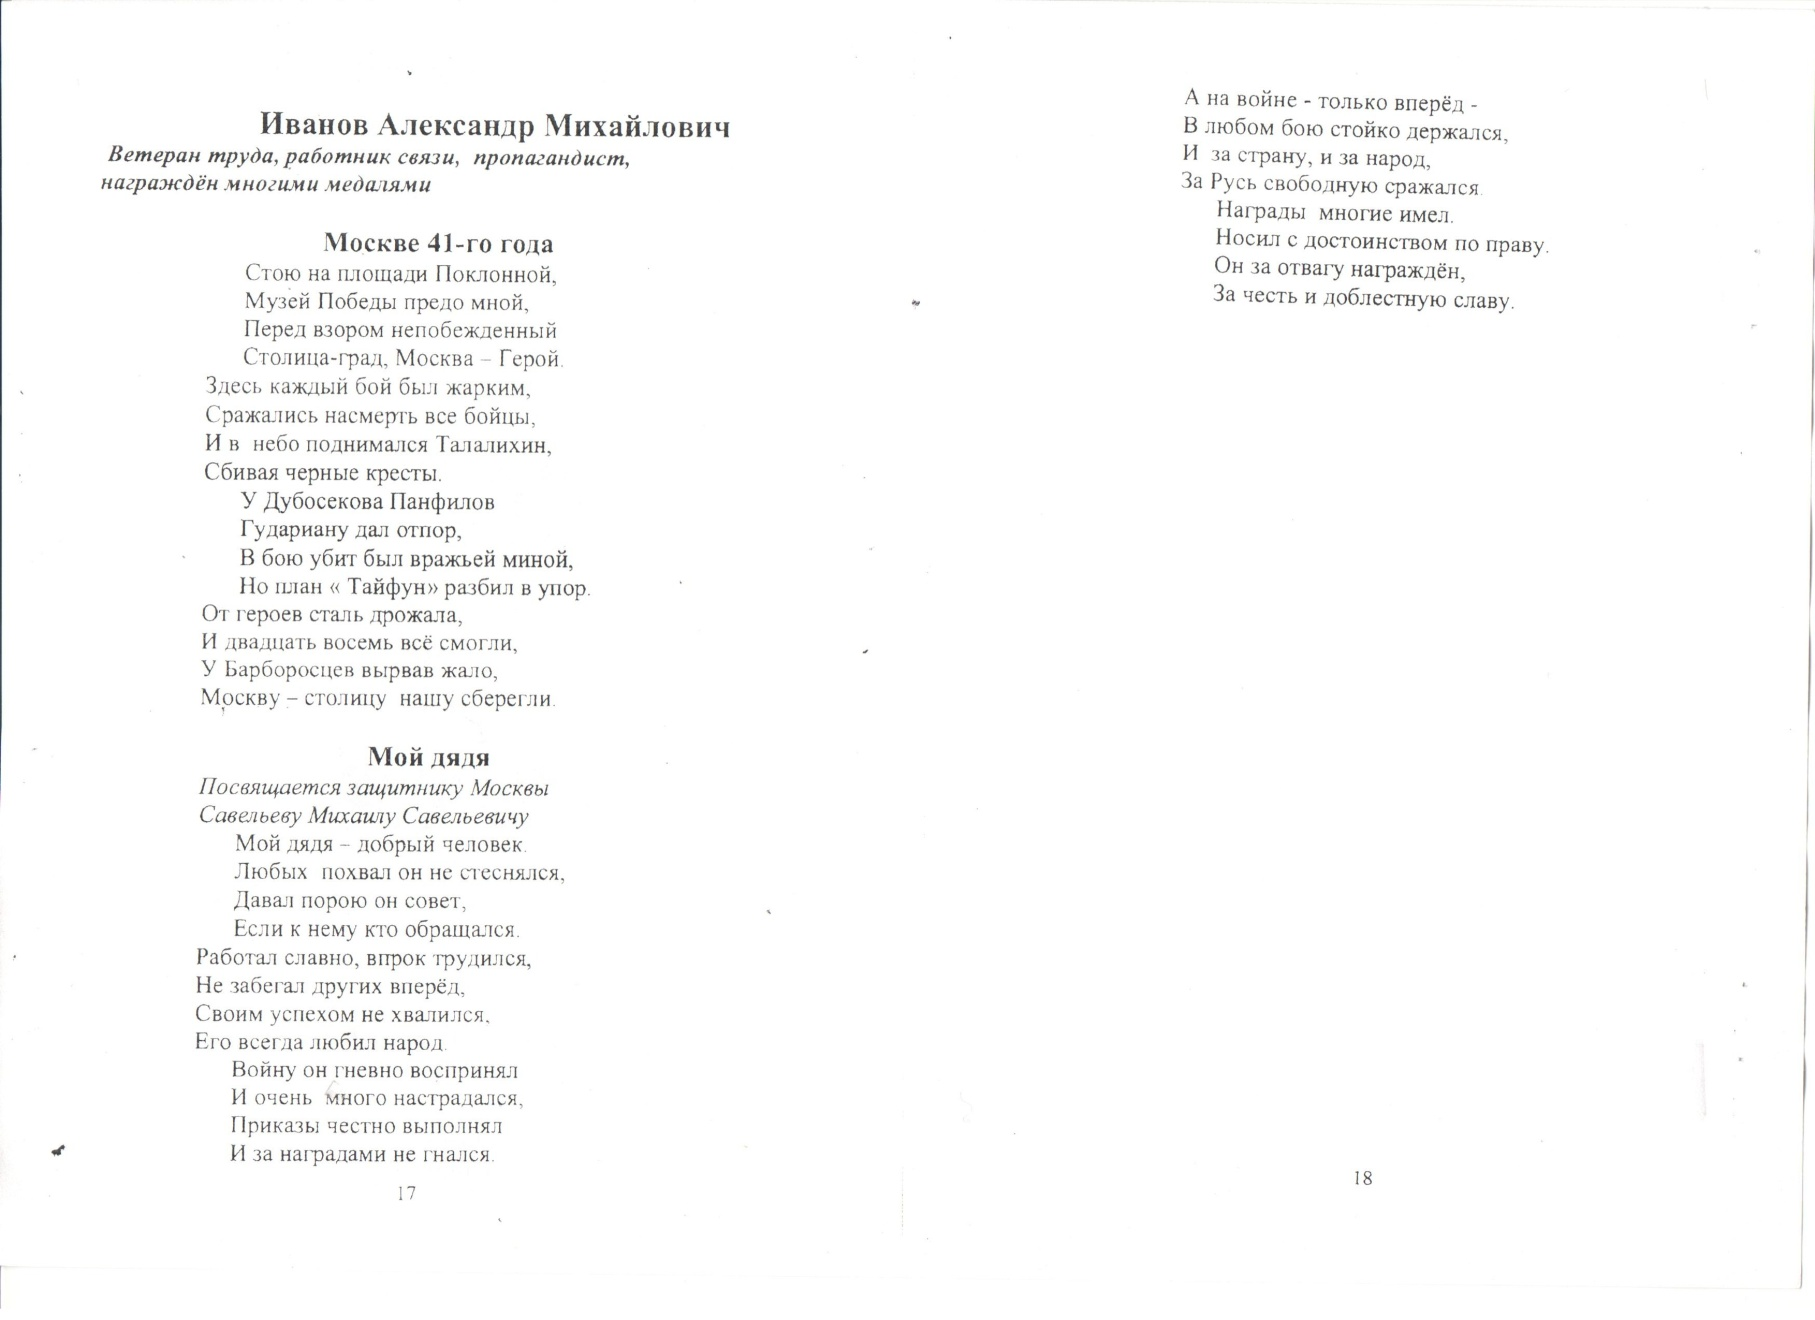 Иванов Александр Михайлович
Ветеран труда, работник связи, пропагандист,
награждён многими медалями
Москве 41-го года
Стою на площади Поклонной,
Музей Победы предо мной,
Перед взором непобежденный
Столица-град, Москва – Герой.
Здесь каждый бой был жарким,
Сражались насмерть все бойцы,
И в небо поднимался Талалихин,
Сбивая черные кресты.
У Дубосекова Панфилов
Гудариану дал отпор,
В бою убит был вражьей миной,
Но план « Тайфун» разбил в упор.
От героев сталь дрожала,
И двадцать восемь всё смогли,
У Барборосцев вырвав жало,
Москву – столицу нашу сберегли.
Мой дядя
Посвящается защитнику Москвы
Савельеву Михаилу Савельевичу
Мой дядя – добрый человек.
Любых похвал он не стеснялся,
Давал порою он совет,
Если к нему кто обращался.
Работал славно, впрок трудился,
Не забегал других вперёд,
Своим успехом не хвалился,
Его всегда любил народ.
Войну он гневно воспринял
И очень много настрадался,
Приказы честно выполнял
И за наградами не гнался.
17
А на войне - только вперёд -
В любом бою стойко держался,
И за страну, и за народ,
За Русь свободную сражался.
Награды многие имел.
Носил с достоинством по праву.
Он за отвагу награждён,
За честь и доблестную славу.
18